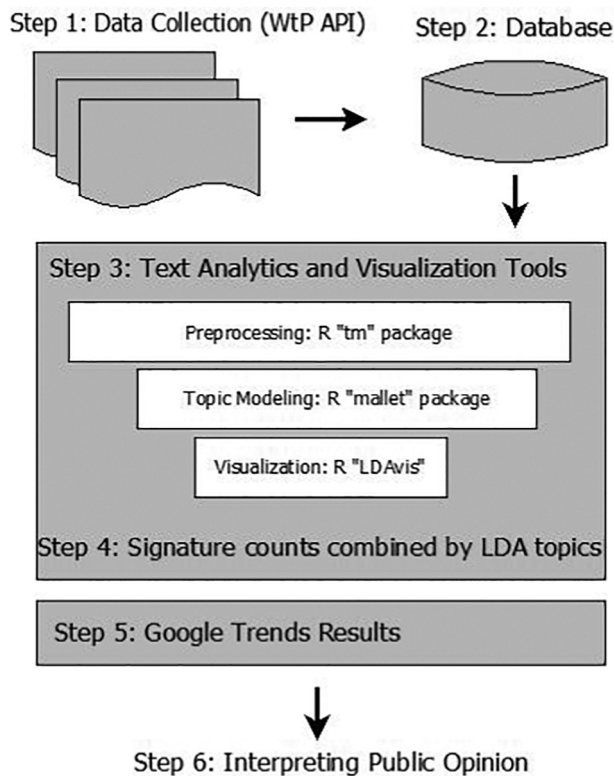 Step 1: Data Collection (WtP API)
Step 2: Database
Step 3: Text Analytics and Visualization Tools
Preprocessing: R "tm" package
Topic Modeling: R "mallet" package
Visualization: R "LDAvis"
Step 4: Signature counts combined by LDA topics
Step 5: Google Trends Results
Step 6: Interpreting Public Opinion